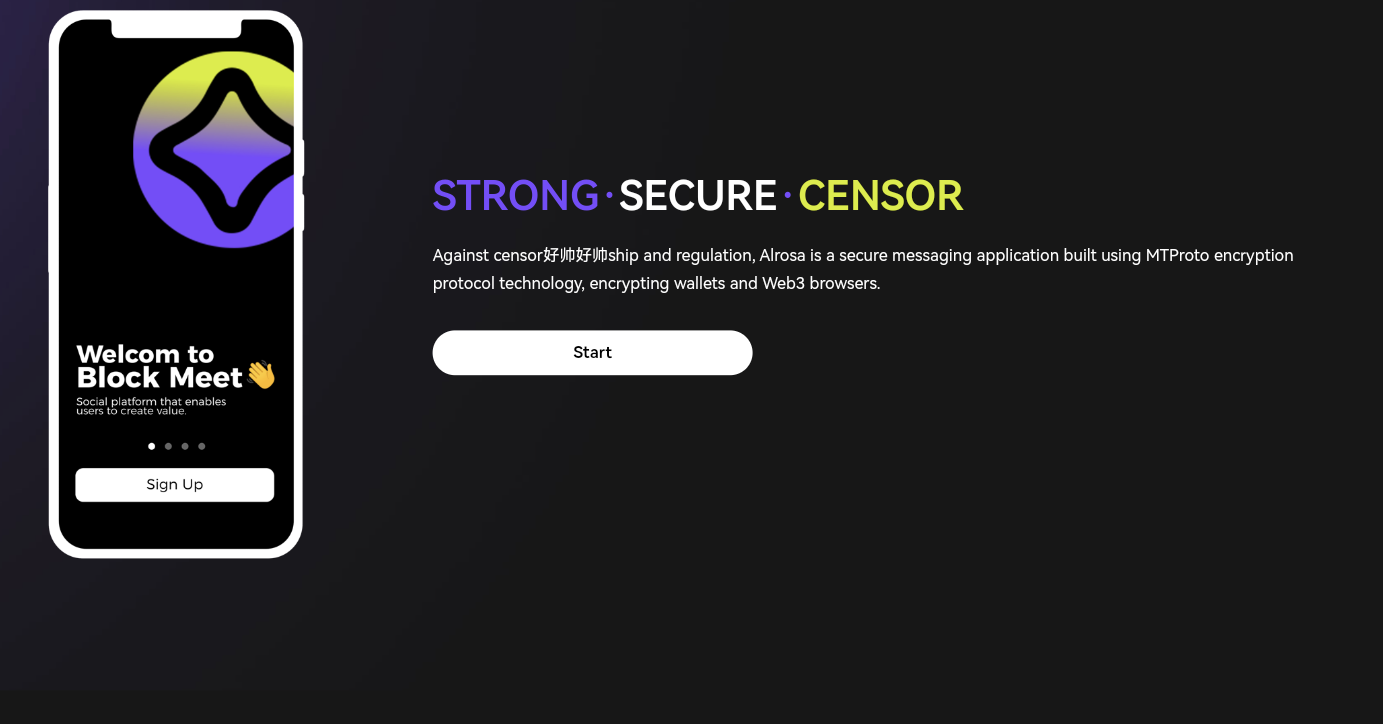 STRONG·SECURE·CENSOR
Against censor好帅好帅ship and regulation, Alrosa is a secure messaging application built using MTProto encryption
protocol technology, encrypting wallets and Web3 browsers.
Start
Welcom to
Block Meet👋
Social platform that enables
users to create value.
Sign Up